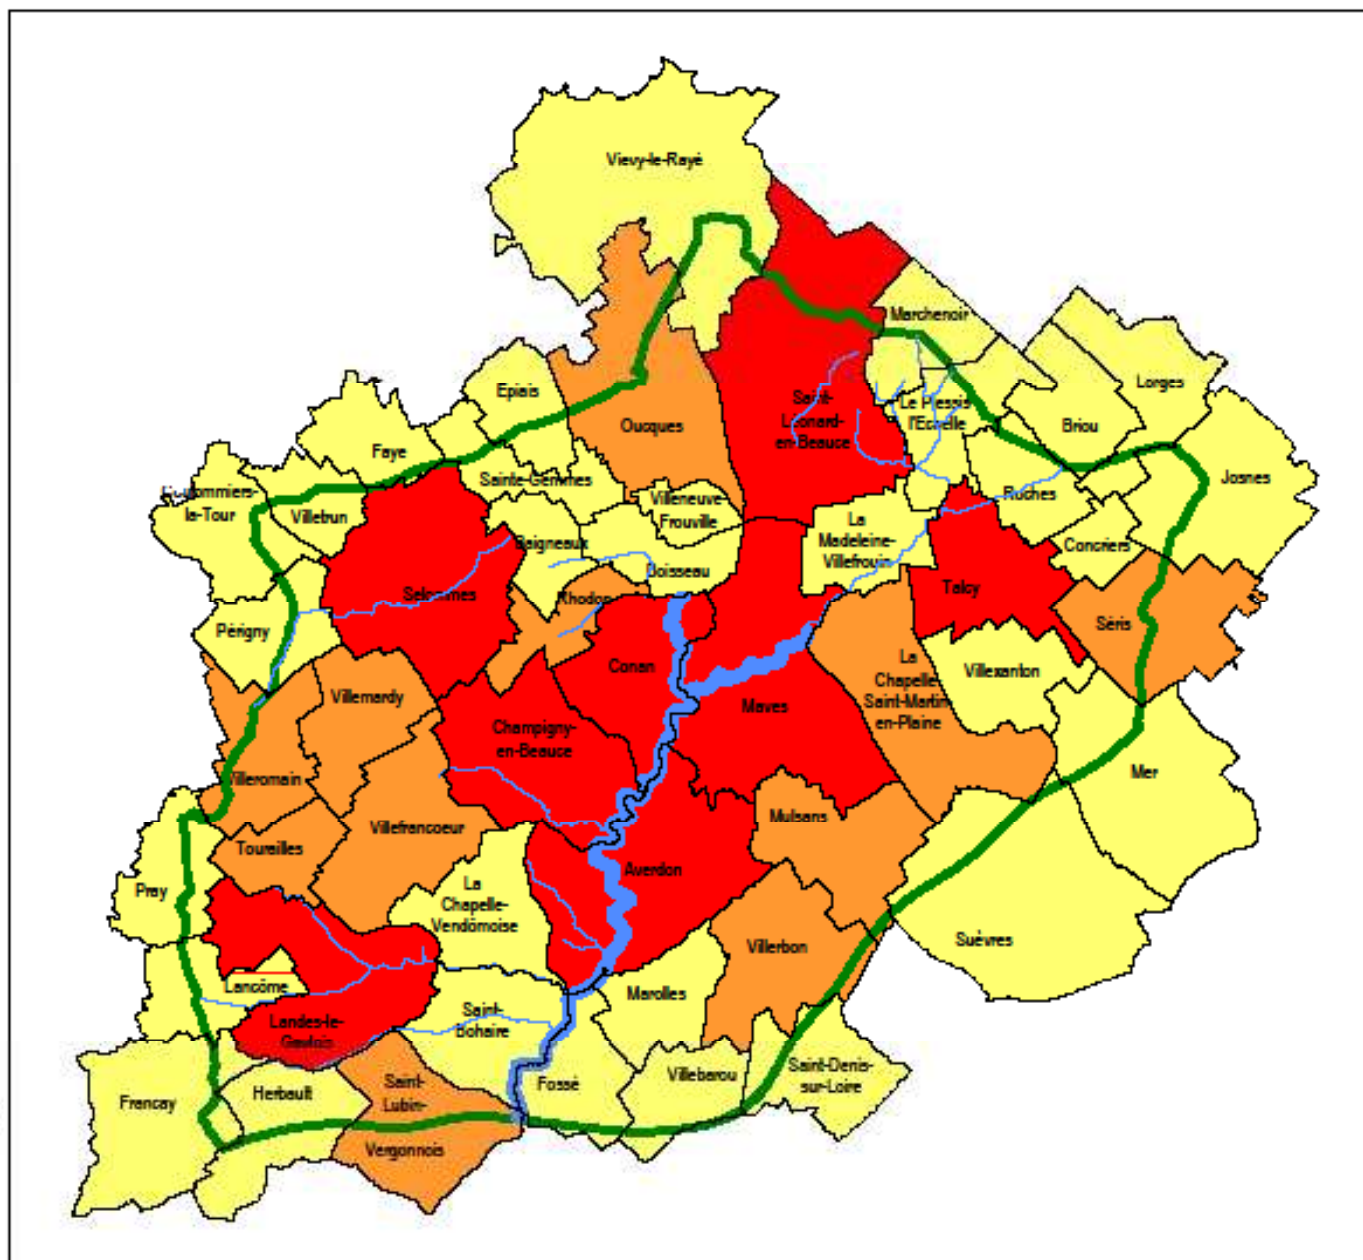 Vievy-le-Rayé
Marchenoir
Lorges
Epiais
Saint-
Léonard-
en-Beauce
Le Plessis
l'Echelle
Oucques
Briou
Faye
Josnes
Sainte-Gemmes
-la-Tour
Villetrun
Villeneuve-
Frouville
Roches
La
Madeleine-
Villefrouin
Concriers
Baigneaux
Boisseau
Selommes
Rhodon
Talcy
Périgny
Séris
Conan
La
Chapelle-
Saint-Martin-
en-Plaine
Villexanton
Villemardy
Maves
Champigny-
en-Beauce
Villeromain
Mer
Mulsans
Villefrancoeur
Tourailles
Averdon
Pray
La
Chapelle-
Vendômoise
Villerbon
Suèvres
Lancôme
Marolles
Saint-
Bohaire
Landes-le-
Gaulois
Saint-Denis-
sur-Loire
Villebarou
Fossé
Herbault
Saint-
Lubin-
Vergonnois
Francay